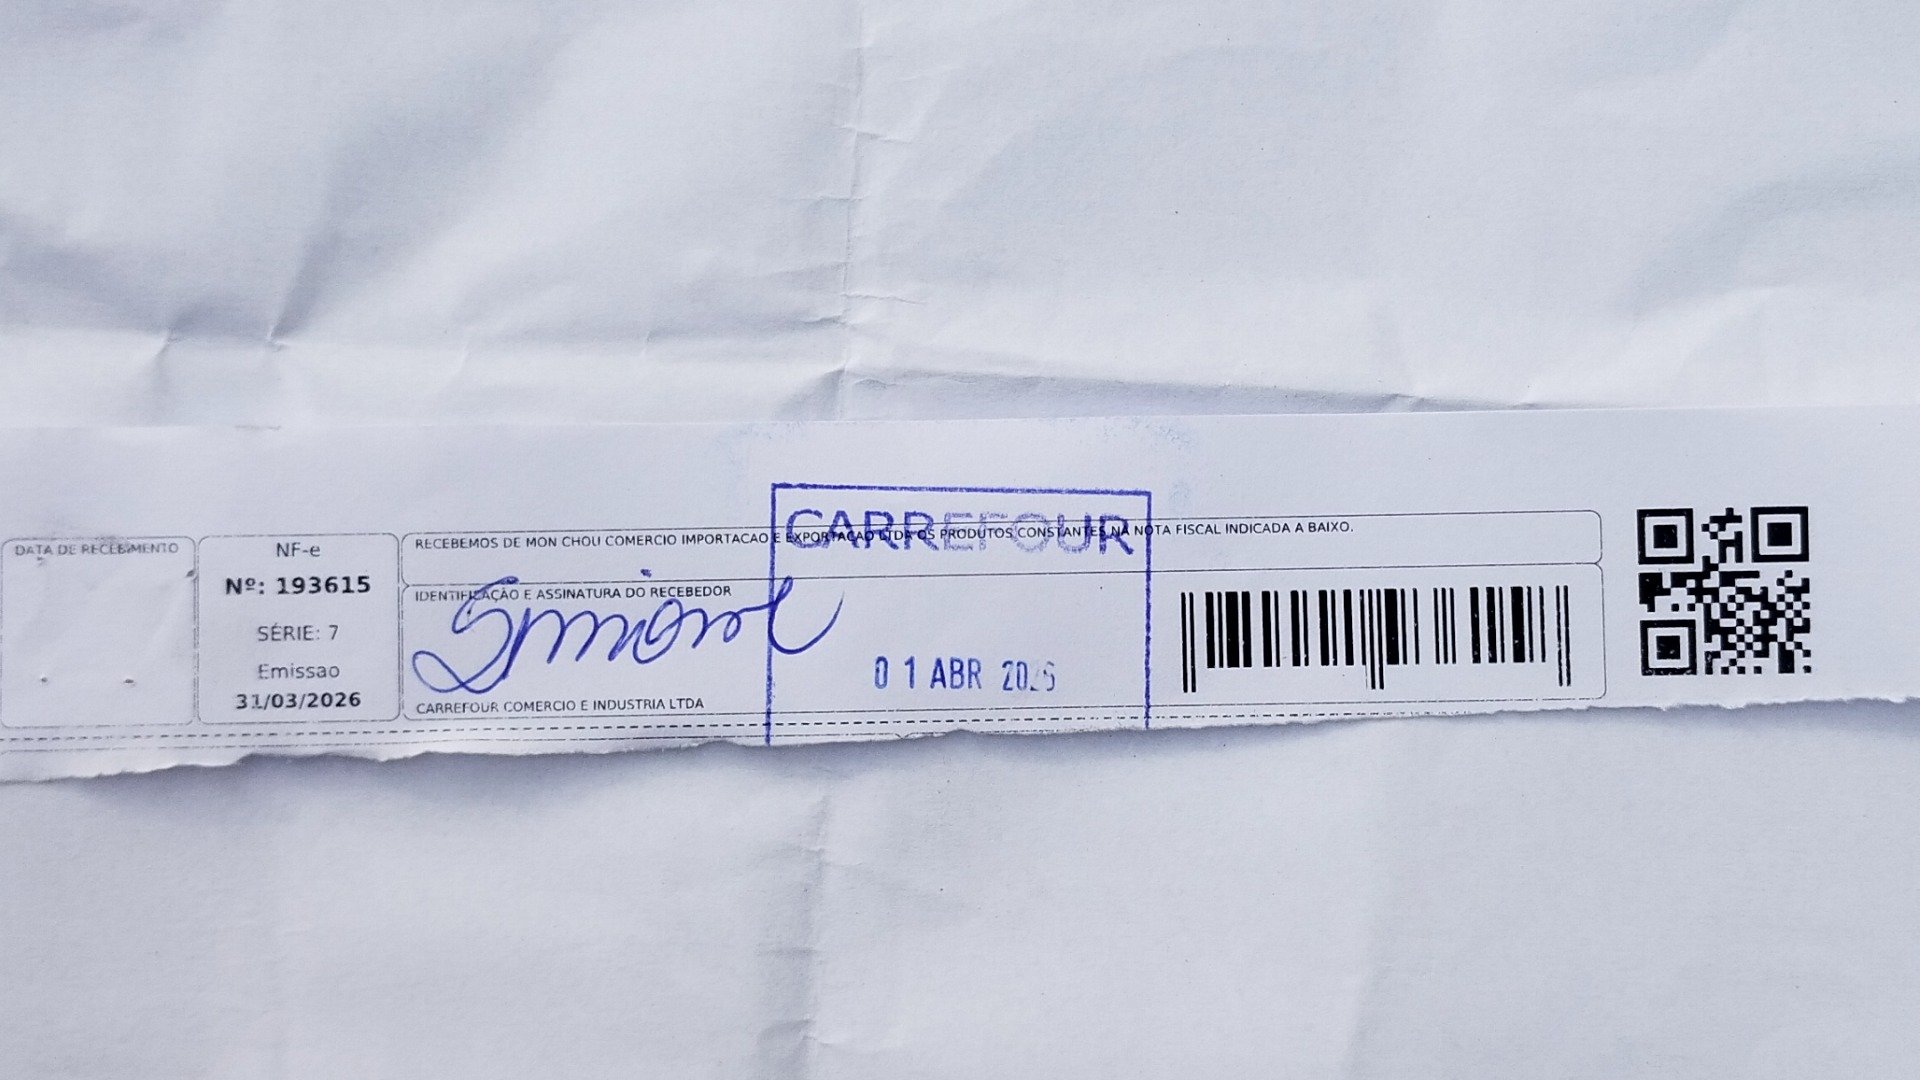 DATA DE RECEBIMENTO
NF-e
Nº: 193615
SÉRIE: 7
Emissao
31/03/2026
RECEBEMOS DE MON CHOU COMERCIO IMPORTACAO E EXPORTACAO LTDA OS PRODUTOS CONSTANTES NA NOTA FISCAL INDICADA A BAIXO.
CARREFOUR
IDENTIFICAÇÃO E ASSINATURA DO RECEBEDOR
Simone
01 ABR 2026
CARREFOUR COMERCIO E INDUSTRIA LTDA